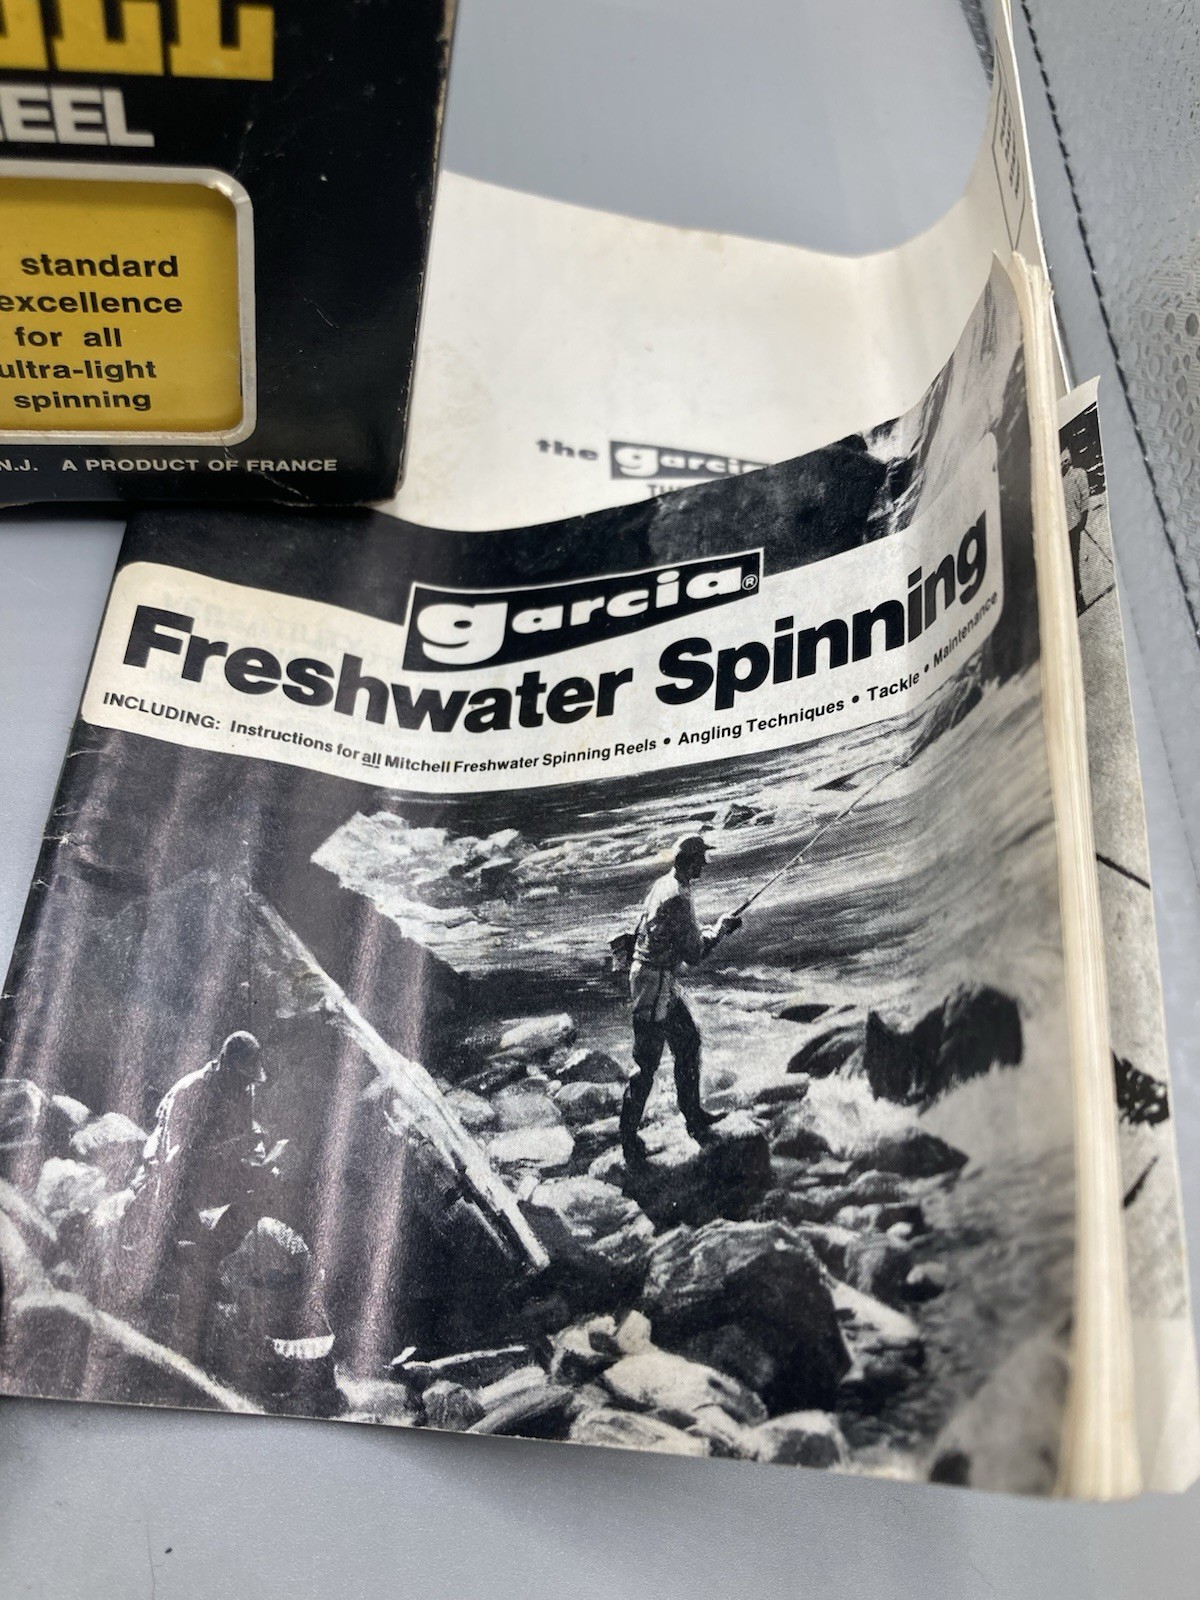 EEL
standard
excellence
for all
ultra-light
spinning
N.J. A PRODUCT OF FRANCE
the garcia
garcia®
Freshwater Spinning
INCLUDING: Instructions for all Mitchell Freshwater Spinning Reels • Angling Techniques • Tackle • Maintenance